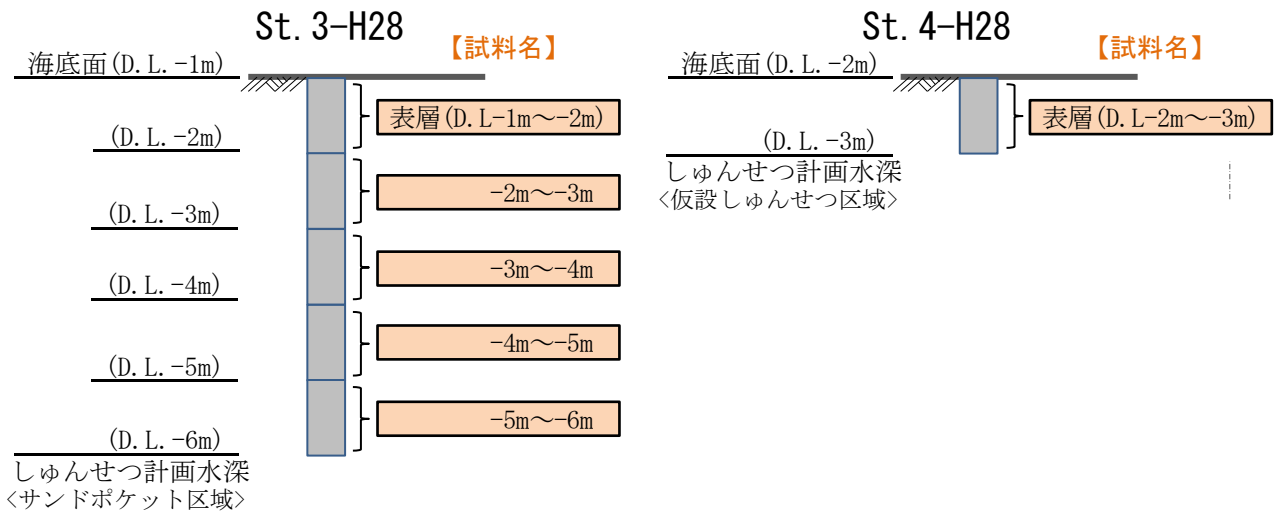 St.3-H28
【試料名】
海底面(D.L.-1m)
表層(D.L-1m～-2m)
(D.L.-2m)
-2m～-3m
(D.L.-3m)
-3m～-4m
(D.L.-4m)
-4m～-5m
(D.L.-5m)
-5m～-6m
(D.L.-6m)
しゅんせつ計画水深
<サンドポケット区域>
St.4-H28
【試料名】
海底面(D.L.-2m)
表層(D.L-2m～-3m)
(D.L.-3m)
しゅんせつ計画水深
<仮設しゅんせつ区域>